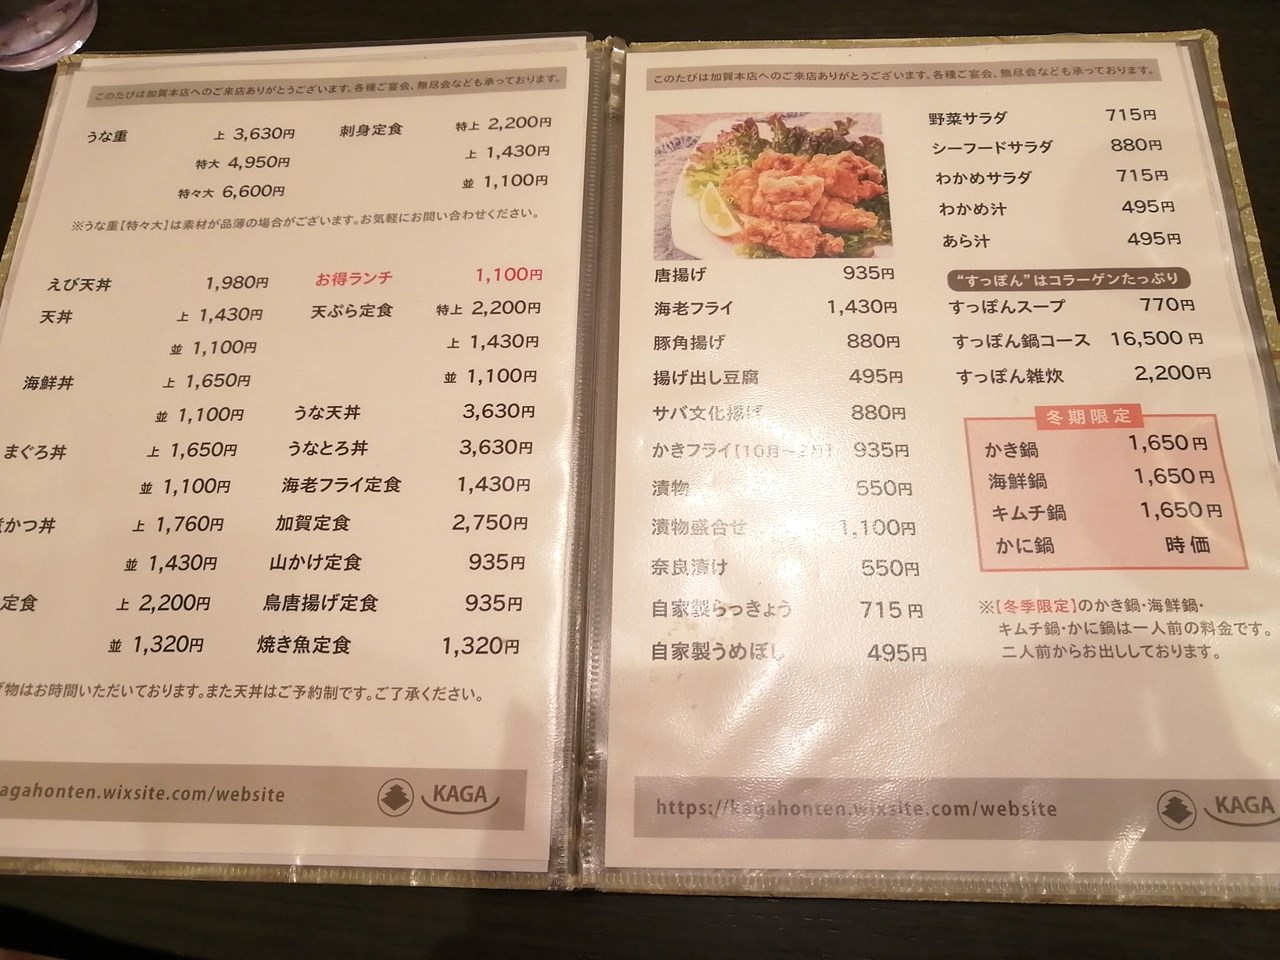 このたびは加賀本店へのご来店ありがとうございます。各種ご宴会、無尽会なども承っております。
うな重 上 3,630円
特大 4,950円
特々大 6,600円
刺身定食 特上 2,200円
上 1,430円
並 1,100円
※うな重【特々大】は素材が品薄の場合がございます。お気軽にお問い合わせください。
えび天丼 1,980円
天丼 上 1,430円
並 1,100円
海鮮丼 上 1,650円
並 1,100円
まぐろ丼 上 1,650円
並 1,100円
かつ丼 上 1,760円
並 1,430円
定食 上 2,200円
並 1,320円
お得ランチ 1,100円
天ぷら定食 特上 2,200円
上 1,430円
並 1,100円
うな天丼 3,630円
うなとろ丼 3,630円
海老フライ定食 1,430円
加賀定食 2,750円
山かけ定食 935円
鳥唐揚げ定食 935円
焼き魚定食 1,320円
物はお時間いただいております。また天丼はご予約制です。ご了承ください。
agahonten.wixsite.com/website
KAGA
このたびは加賀本店へのご来店ありがとうございます。各種ご宴会、無尽会なども承っております。
唐揚げ 935円
海老フライ 1,430円
豚角揚げ 880円
揚げ出し豆腐 495円
サバ文化揚げ 880円
かきフライ 935円
漬物 550円
漬物盛合せ 1,100円
奈良漬け 550円
自家製らっきょう 715円
自家製うめぼし 495円
野菜サラダ 715円
シーフードサラダ 880円
わかめサラダ 715円
わかめ汁 495円
あら汁 495円
“すっぽん”はコラーゲンたっぷり
すっぽんスープ 770円
すっぽん鍋コース 16,500円
すっぽん雑炊 2,200円
冬期限定
かき鍋 1,650円
海鮮鍋 1,650円
キムチ鍋 1,650円
かに鍋 時価
※【冬季限定】のかき鍋・海鮮鍋・
キムチ鍋・かに鍋は一人前の料金です。
二人前からお出ししております。
https://kagahonten.wixsite.com/website
KAGA